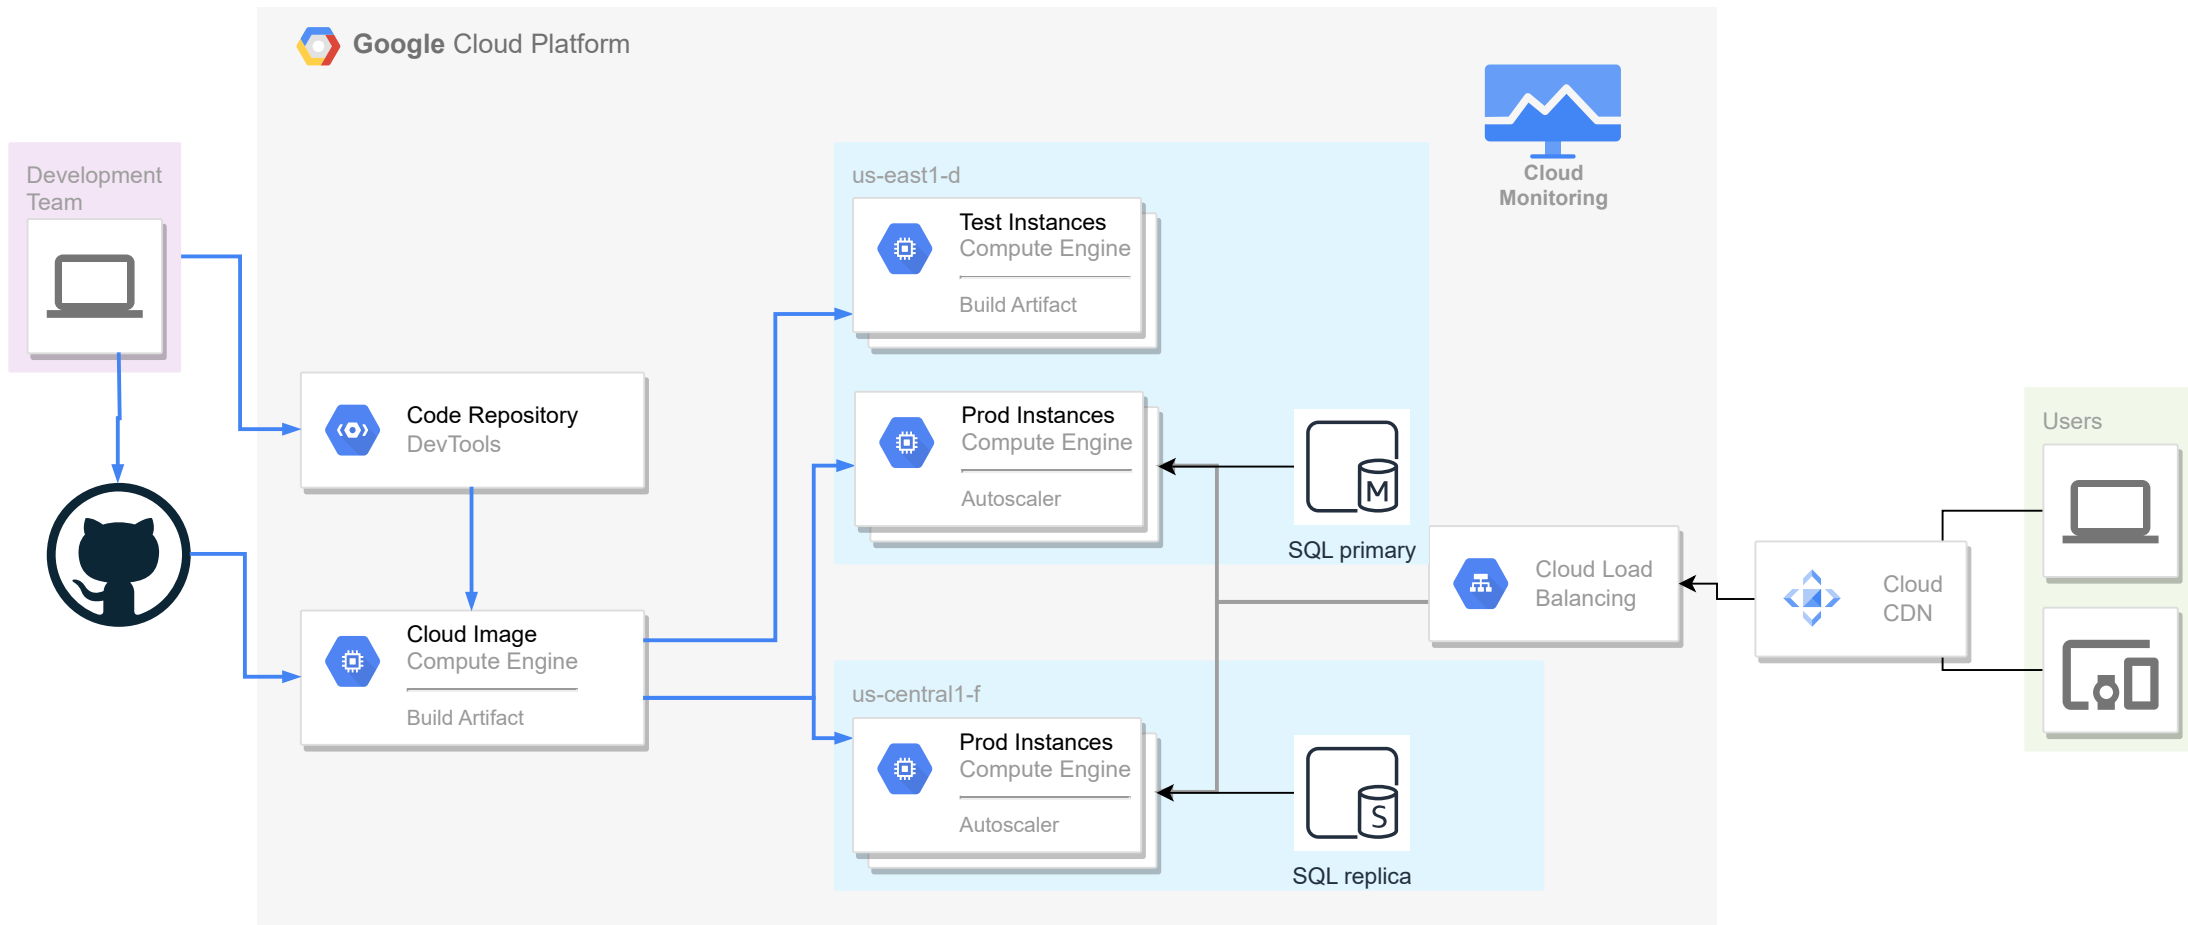 Google Cloud Platform
Cloud
Monitoring
Development
Team
us-east1-d
Test Instances
Compute Engine
Build Artifact
Code Repository
DevTools
Prod Instances
Compute Engine
Autoscaler
M
SQL primary
Users
Cloud Load
Balancing
Cloud
CDN
Cloud Image
Compute Engine
Build Artifact
us-central1-f
Prod Instances
Compute Engine
Autoscaler
S
SQL replica